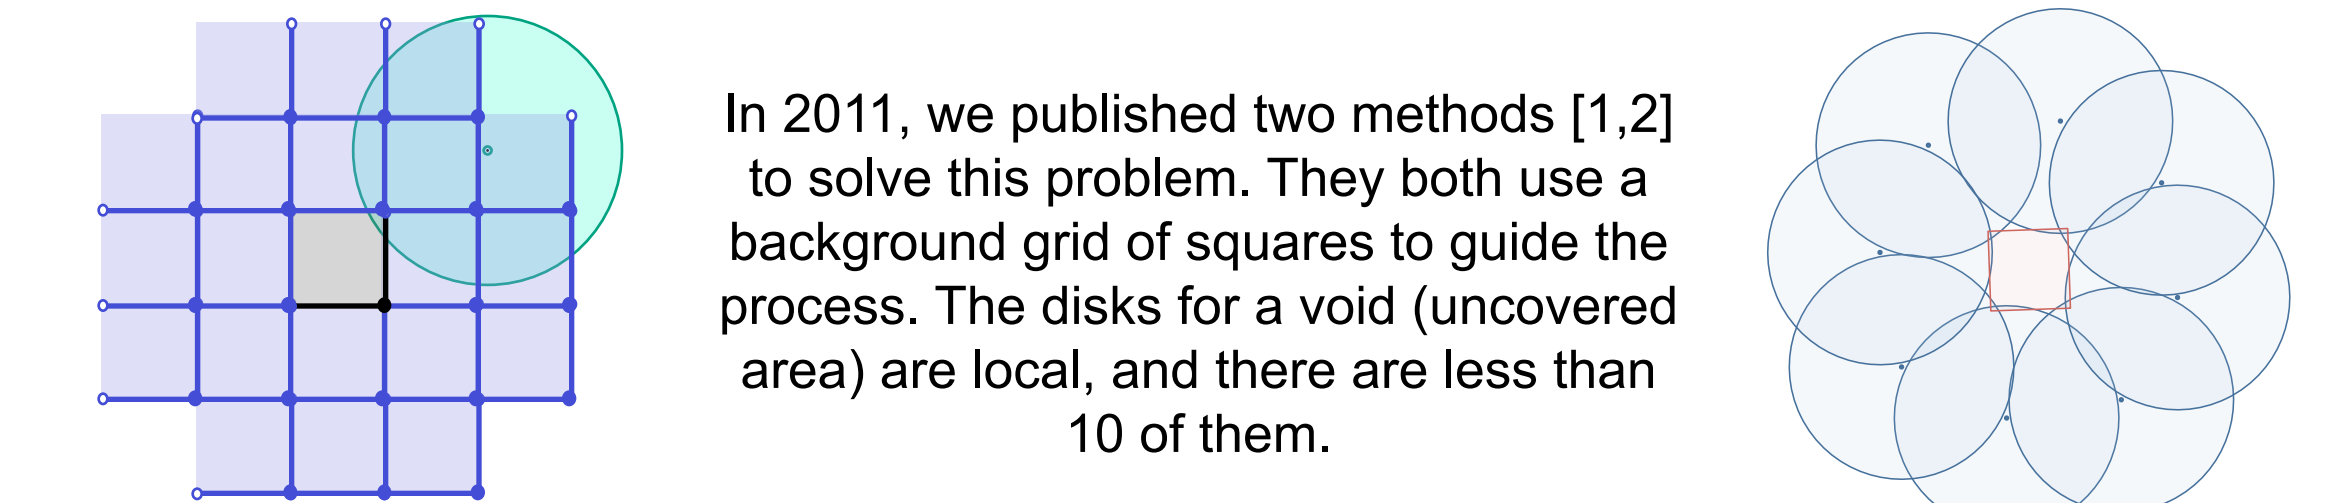 In 2011, we published two methods [1,2]
to solve this problem. They both use a
background grid of squares to guide the
process. The disks for a void (uncovered
area) are local, and there are less than
10 of them.